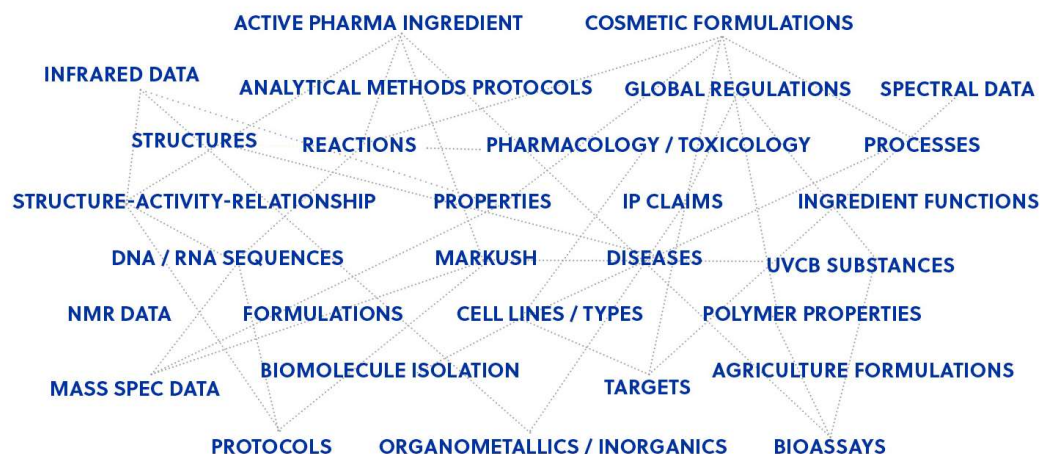 ACTIVE PHARMA INGREDIENT
COSMETIC FORMULATIONS
INFRARED DATA
ANALYTICAL METHODS PROTOCOLS
GLOBAL REGULATIONS
SPECTRAL DATA
STRUCTURES
REACTIONS
PHARMACOLOGY / TOXICOLOGY
PROCESSES
STRUCTURE-ACTIVITY-RELATIONSHIP
PROPERTIES
IP CLAIMS
INGREDIENT FUNCTIONS
DNA / RNA SEQUENCES
MARKUSH
DISEASES
UVCB SUBSTANCES
NMR DATA
FORMULATIONS
CELL LINES / TYPES
POLYMER PROPERTIES
MASS SPEC DATA
BIOMOLECULE ISOLATION
TARGETS
AGRICULTURE FORMULATIONS
PROTOCOLS
ORGANOMETALLICS / INORGANICS
BIOASSAYS